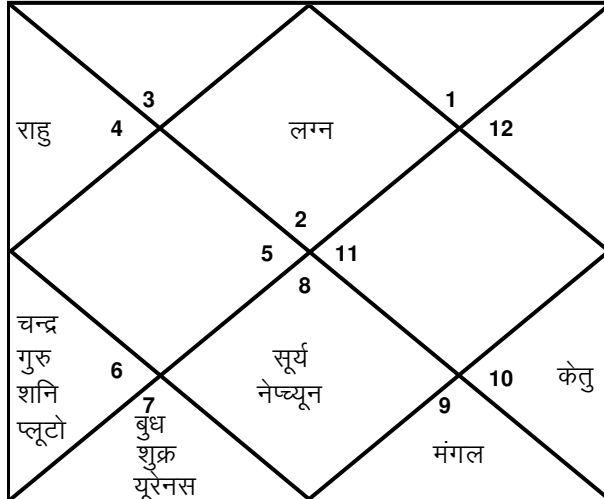 3
1
राहु
4
लग्न
12
2
5
11
8
चन्द्र
गुरु
शनि
प्लूटो
6
सूर्य
नेप्च्यून
10
केतु
7
9
बुध
शुक्र
यूरेनस
मंगल